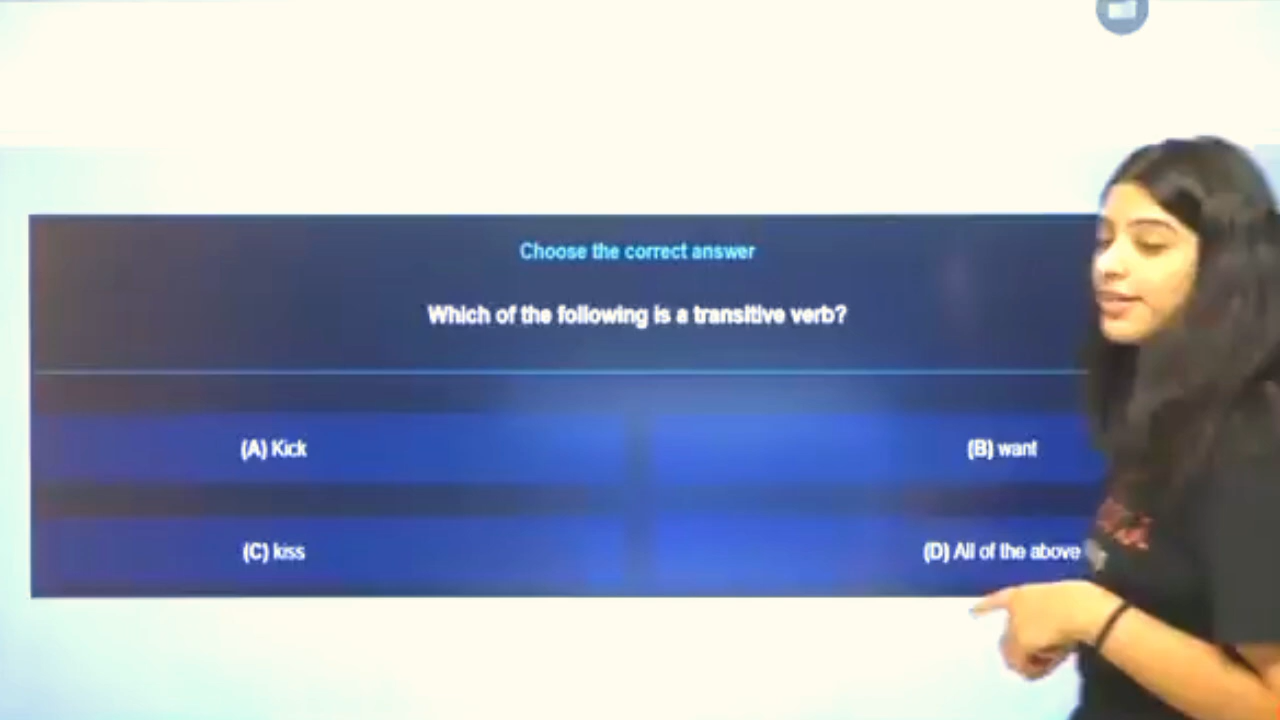 Choose the correct answer
Which of the following is a transitive verb?
(A) Kick
(B) want
(C) kiss
(D) All of the above